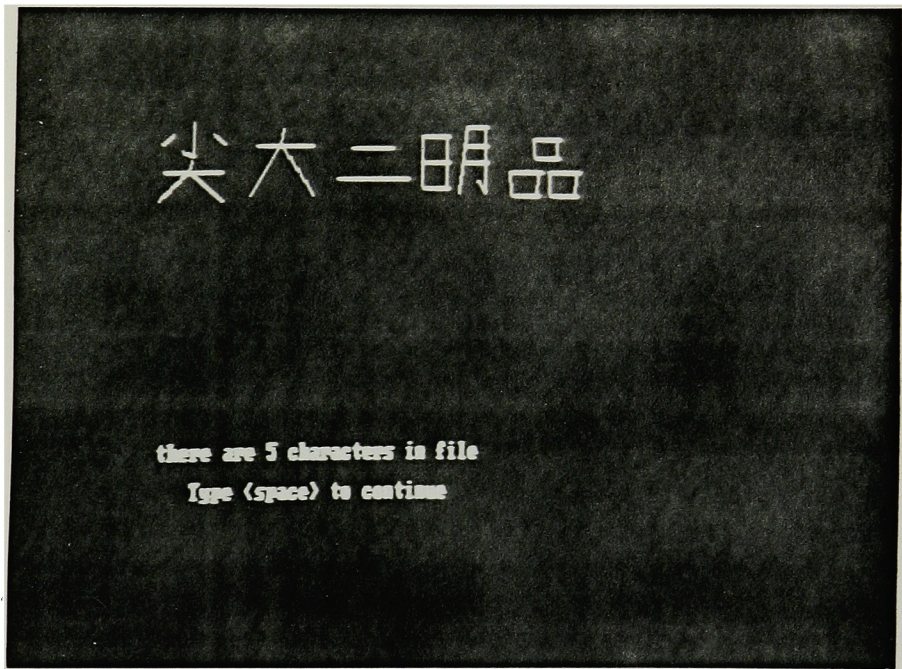 尖大二明品
there are 5 characters in file
Type <space> to continue